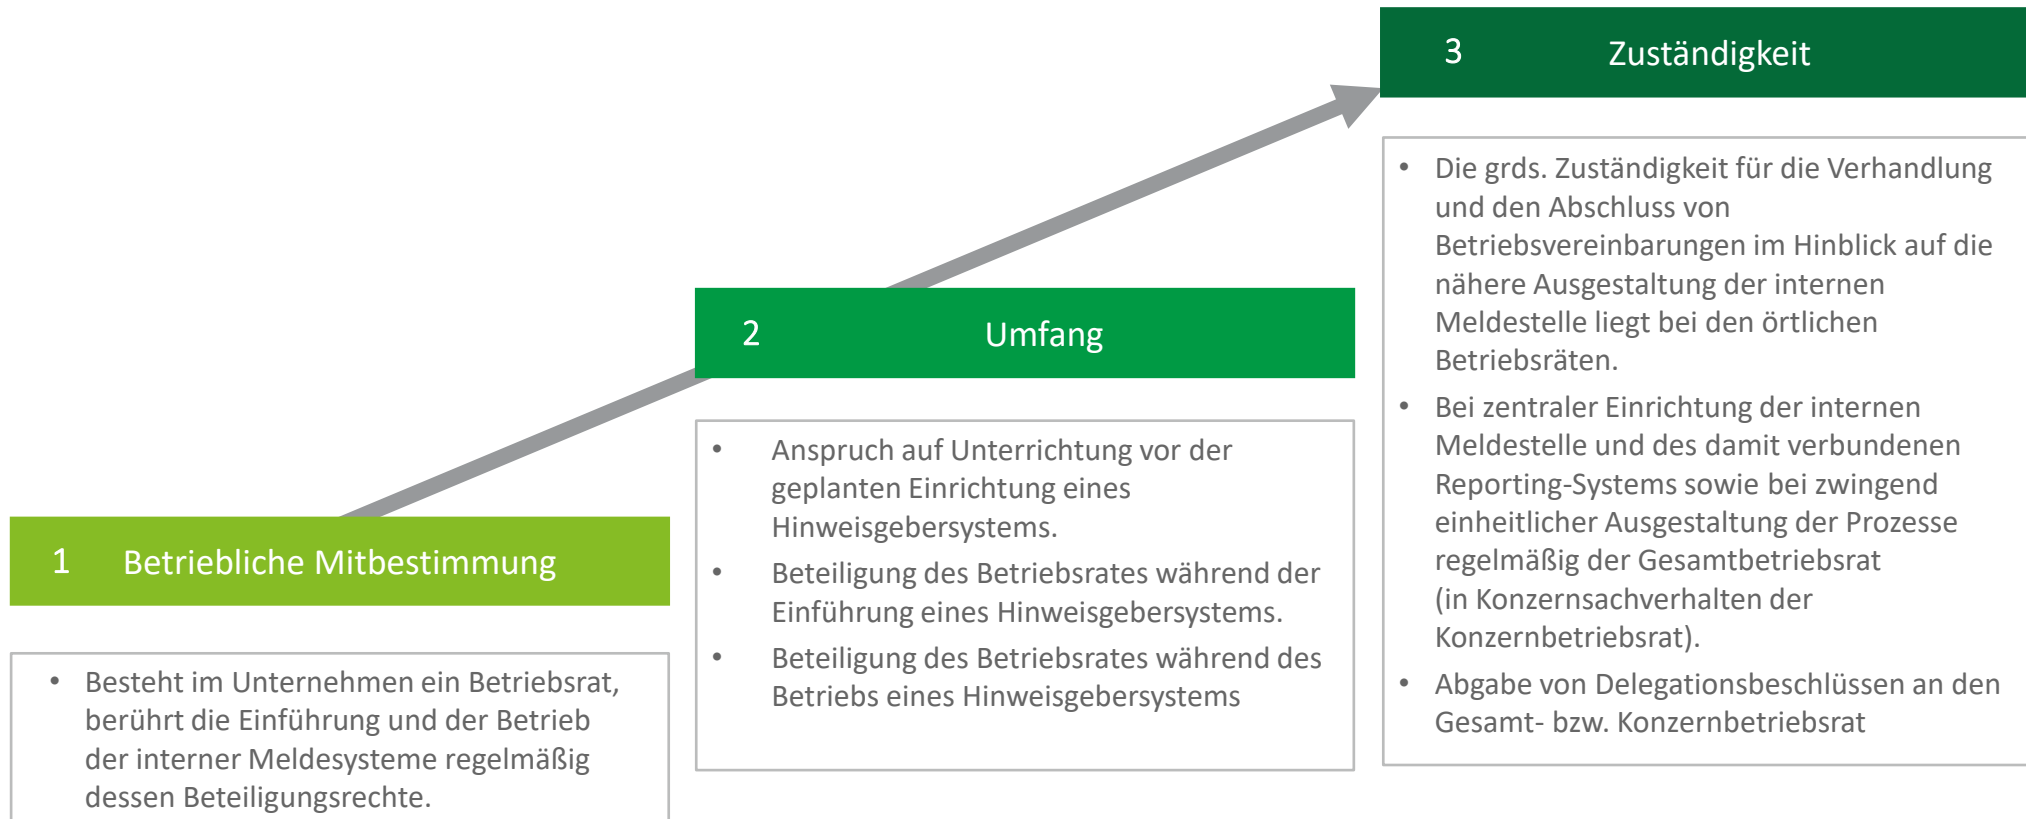 1 Betriebliche Mitbestimmung
• Besteht im Unternehmen ein Betriebsrat,
berührt die Einführung und der Betrieb
der interner Meldesysteme regelmäßig
dessen Beteiligungsrechte.
2 Umfang
• Anspruch auf Unterrichtung vor der
geplanten Einrichtung eines
Hinweisgebersystems.
• Beteiligung des Betriebsrates während der
Einführung eines Hinweisgebersystems.
• Beteiligung des Betriebsrates während des
Betriebs eines Hinweisgebersystems
3 Zuständigkeit
• Die grds. Zuständigkeit für die Verhandlung
und den Abschluss von
Betriebsvereinbarungen im Hinblick auf die
nähere Ausgestaltung der internen
Meldestelle liegt bei den örtlichen
Betriebsräten.
• Bei zentraler Einrichtung der internen
Meldestelle und des damit verbundenen
Reporting-Systems sowie bei zwingend
einheitlicher Ausgestaltung der Prozesse
regelmäßig der Gesamtbetriebsrat
(in Konzernsachverhalten der
Konzernbetriebsrat).
• Abgabe von Delegationsbeschlüssen an den
Gesamt- bzw. Konzernbetriebsrat